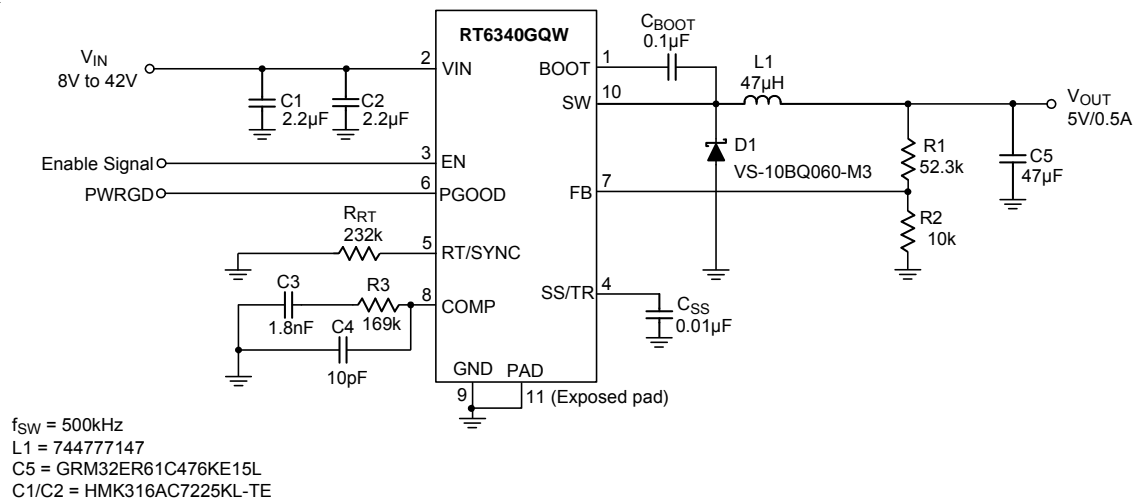 RT6340GQW
VIN
8V to 42V
2
VIN
C1
2.2µF
C2
2.2µF
Enable Signal
3
EN
PWRGD
6
PGOOD
RRT
232k
5
RT/SYNC
C3
1.8nF
R3
169k
8
COMP
C4
10pF
GND
9
PAD
11 (Exposed pad)
BOOT
1
CBOOT
0.1µF
SW
10
L1
47µH
VOUT
5V/0.5A
D1
VS-10BQ060-M3
R1
52.3k
C5
47µF
FB
7
R2
10k
SS/TR
4
CSS
0.01µF
fSW = 500kHz
L1 = 744777147
C5 = GRM32ER61C476KE15L
C1/C2 = HMK316AC7225KL-TE